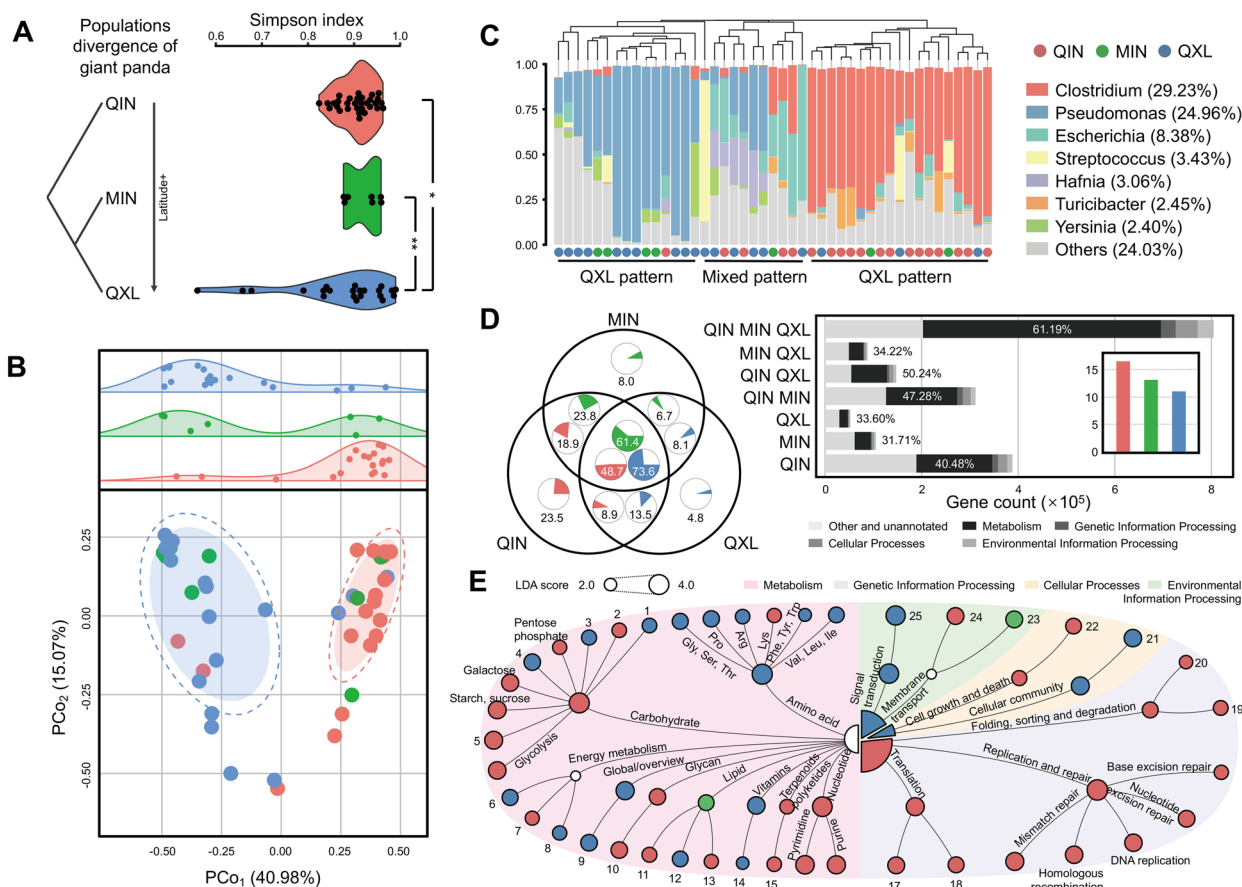 A
Populations
divergence of
giant panda
Simpson index
0.6 0.7 0.8 0.9 1.0
QIN
MIN
QXL
Latitude+
*
**
B
PCo2 (15.07%)
0.25
0.00
-0.25
-0.50
-0.50 -0.25 0.00 0.25 0.50
PCo1 (40.98%)
C
1.00
0.75
0.50
0.25
0.00
QXL pattern Mixed pattern QXL pattern
QIN MIN QXL
Clostridium (29.23%)
Pseudomonas (24.96%)
Escherichia (8.38%)
Streptococcus (3.43%)
Hafnia (3.06%)
Turicibacter (2.45%)
Yersinia (2.40%)
Others (24.03%)
D
MIN
8.0
23.8 6.7
18.9 61.4 8.1
48.7 73.6
23.5 8.9 13.5 4.8
QIN QXL
QIN MIN QXL 61.19%
MIN QXL 34.22%
QIN QXL 50.24%
QIN MIN 47.28%
QXL 33.60%
MIN 31.71%
QIN 40.48%
15
10
5
0
0 2 4 6 8
Gene count (×10⁵)
Other and unannotated Metabolism Genetic Information Processing
Cellular Processes Environmental Information Processing
E
LDA score 2.0 4.0
Metabolism Genetic Information Processing Cellular Processes Environmental
Information Processing
Pentose
phosphate
3
2
1
4
Galactose
Starch, sucrose
5
Glycolysis
Carbohydrate
Gly, Ser, Thr
Pro
Arg
Lys
Phe, Tyr, Trp
Val, Leu, Ile
Amino acid
25
24
23
22
21
20
19
Signal
transduction
Membrane
transport
Cell growth and death
Cellular community
Folding, sorting and degradation
Energy metabolism
Global/overview
Glycan
Lipid
Vitamins
Terpenoids
polyketides
Nucleotide
Pyrimidine
Purine
Translation
Replication and repair
Base excision repair
Nucleotide
excision repair
Mismatch repair
DNA replication
Homologous
recombination
6
7
8
9
10
11
12
13
14
15
17
18